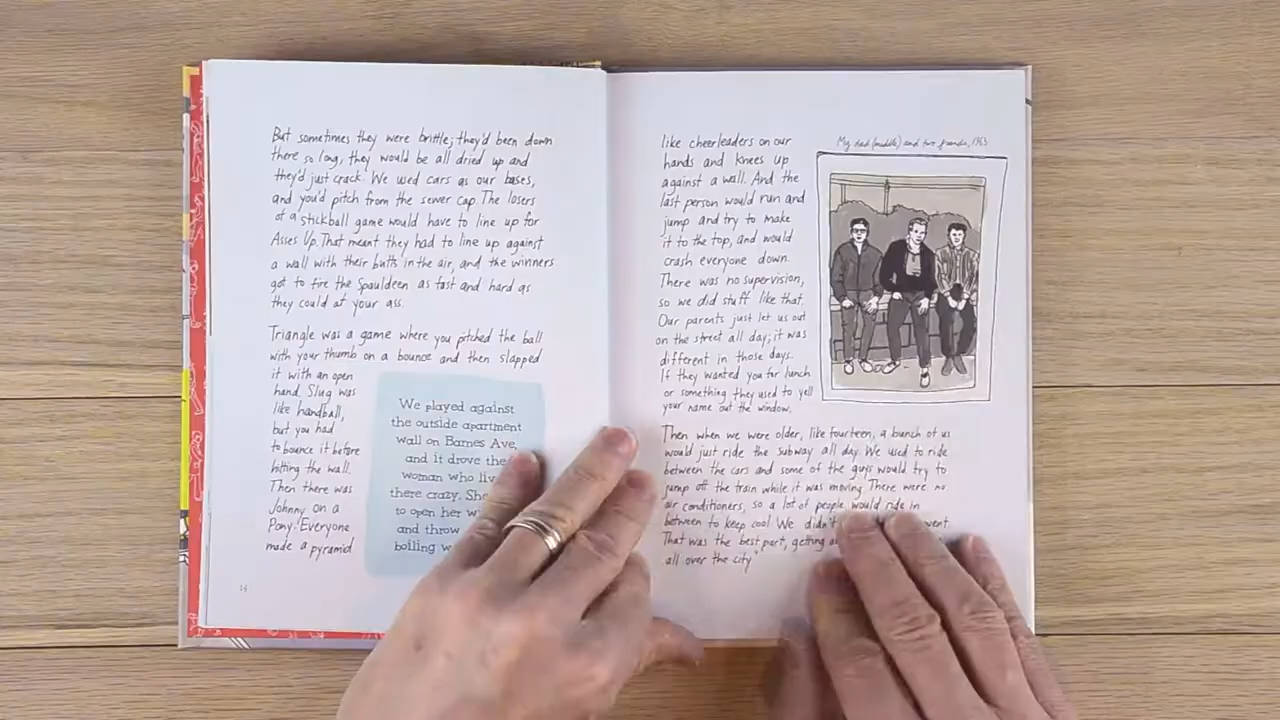 But sometimes they were brittle; they'd been down
there so long, they would be all dried up and
they'd just crack. We used cars as our bases,
and you'd pitch from the sewer cap. The losers
of a stickball game would have to line up for
Asses Up. That meant they had to line up against
a wall with their butts in the air, and the winners
got to fire the Spauldeen as fast and hard as
they could at your ass.
Triangle was a game where you pitched the ball
with your thumb on a bounce and then slapped
it with an open
hand. Slug was
like handball,
but you had
to bounce it before
hitting the wall.
Then there was
Johnny on a
Pony. Everyone
made a pyramid
We played against
the outside apartment
wall on Barnes Ave,
and it drove the
woman who
there crazy. She
to open her
and throw
boiling
14
like cheerleaders on our
hands and knees up
against a wall. And the
last person would run and
jump and try to make
it to the top, and would
crash everyone down.
There was no supervision,
so we did stuff like that.
Our parents just let us out
on the street all day; it was
different in those days.
If they wanted you for lunch
or something they used to yell
your name out the window.
My dad (middle) and two friends, 1963
Then when we were older, like fourteen, a bunch of us
would just ride the subway all day. We used to ride
between the cars and some of the guys would try to
jump off the train while it was moving. There were no
air conditioners, so a lot of people would ride in
between to keep cool. We didn't
That was the best part, getting
all over the city."